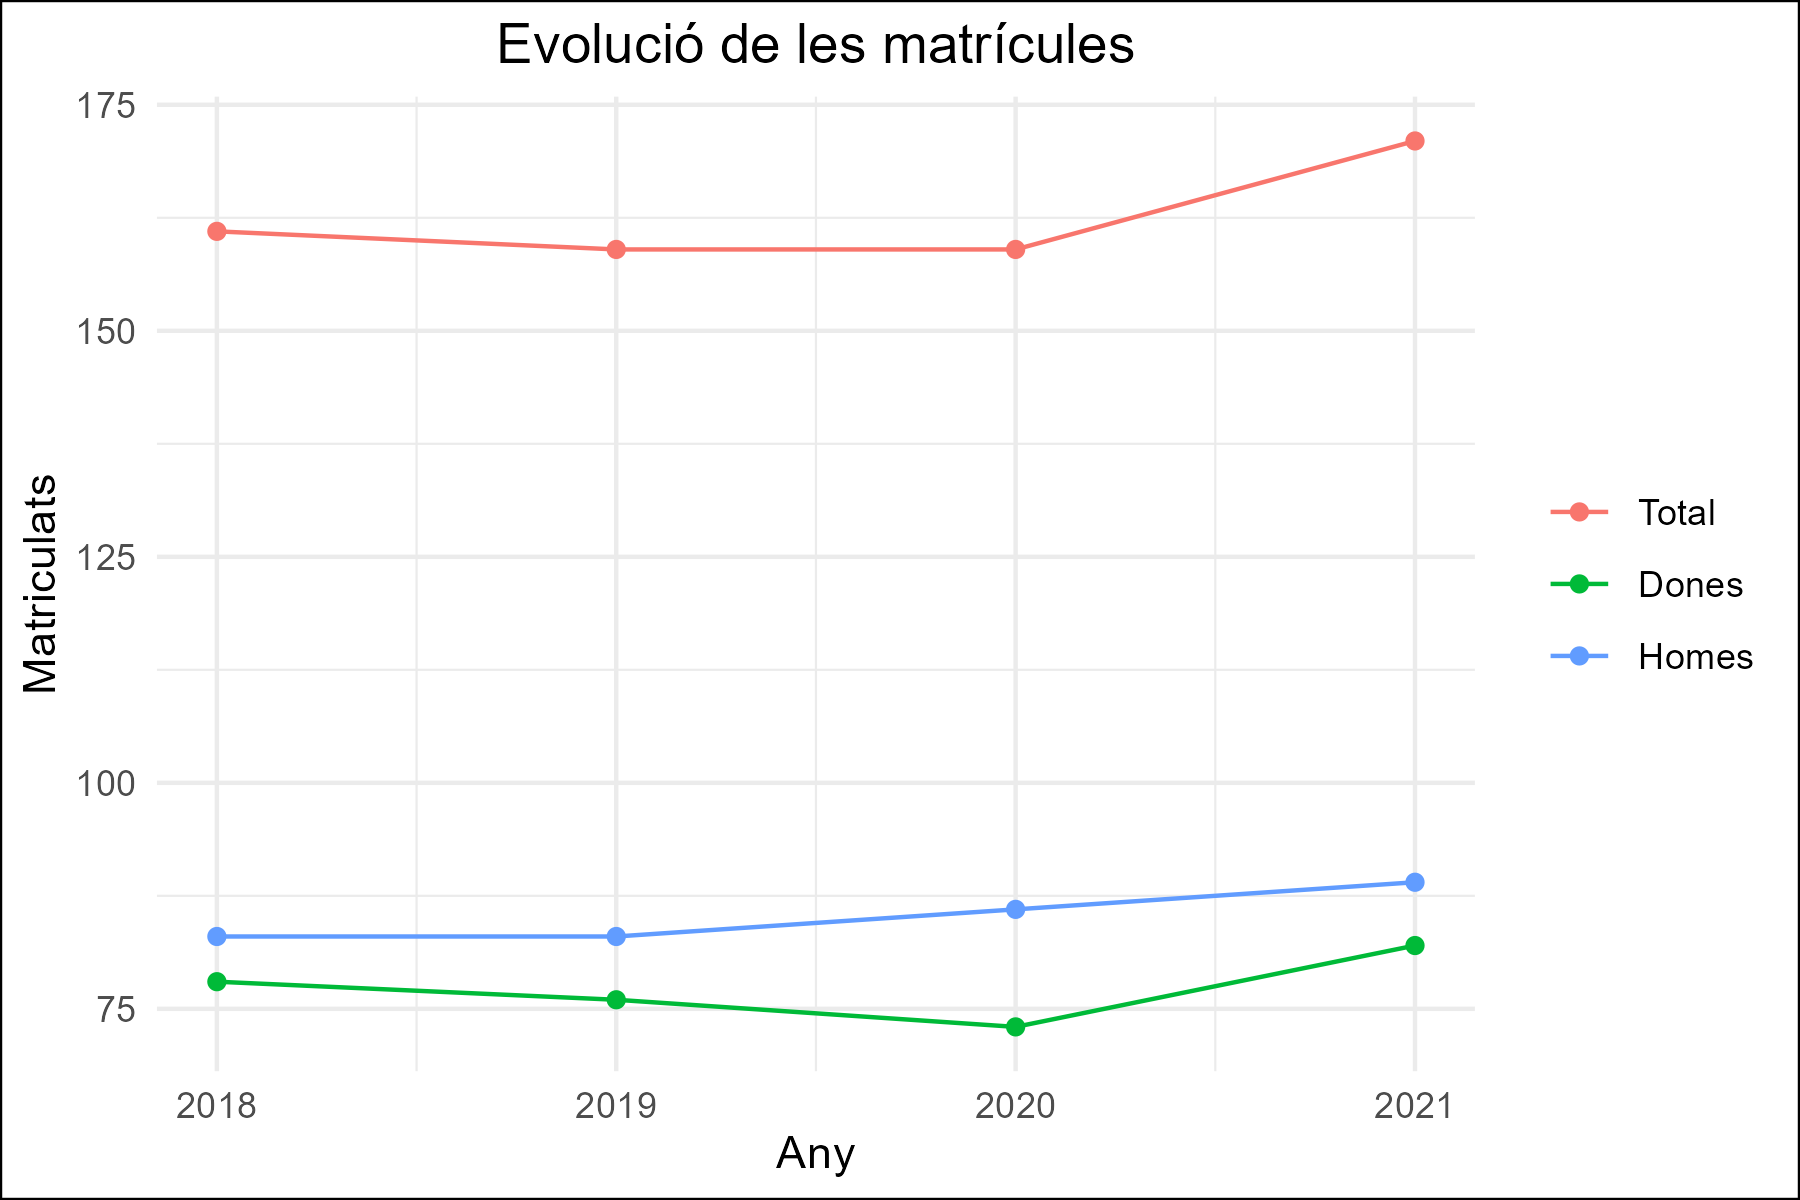 Evolució de les matrícules
175
150
125
100
75
Matriculats
2018 2019 2020 2021
Any
Total
Dones
Homes